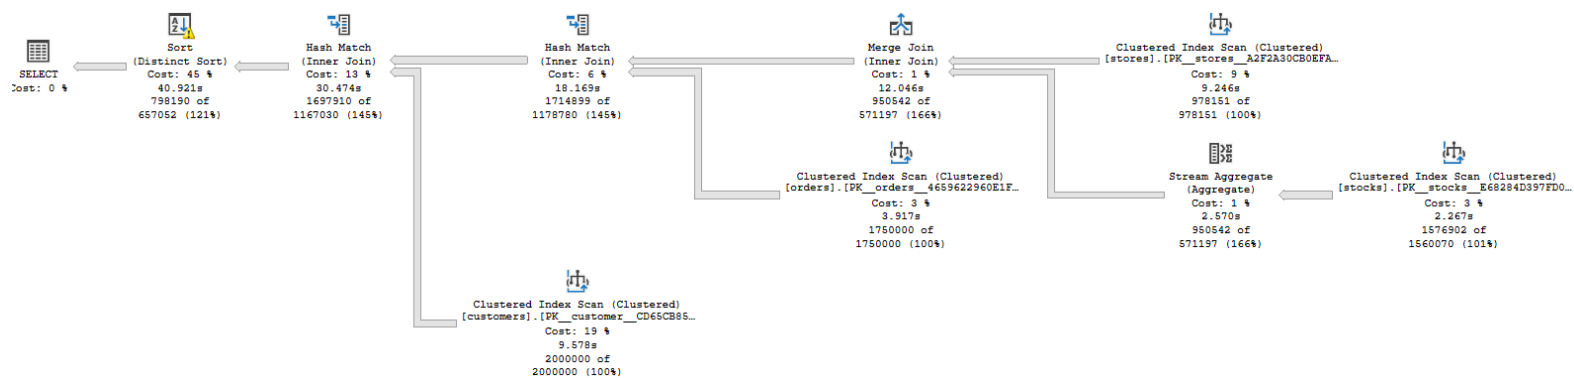 SELECT
Cost: 0 %
Sort
(Distinct Sort)
Cost: 45 %
40.921s
798190 of
657052 (121%)
Hash Match
(Inner Join)
Cost: 13 %
30.474s
1697910 of
1167030 (145%)
Hash Match
(Inner Join)
Cost: 6 %
18.169s
1714899 of
1178780 (145%)
Merge Join
(Inner Join)
Cost: 1 %
12.046s
950542 of
571197 (166%)
Clustered Index Scan (Clustered)
[stores].[PK__stores__A2F2A30CB0EFA…
Cost: 9 %
9.246s
978151 of
978151 (100%)
Clustered Index Scan (Clustered)
[orders].[PK__orders__4659622960E1F…
Cost: 3 %
3.917s
1750000 of
1750000 (100%)
Stream Aggregate
(Aggregate)
Cost: 1 %
2.570s
950542 of
571197 (166%)
Clustered Index Scan (Clustered)
[stocks].[PK__stocks__E68284D397FD0…
Cost: 3 %
2.267s
1576902 of
1560070 (101%)
Clustered Index Scan (Clustered)
[customers].[PK__customer__CD65CB85…
Cost: 19 %
9.578s
2000000 of
2000000 (100%)